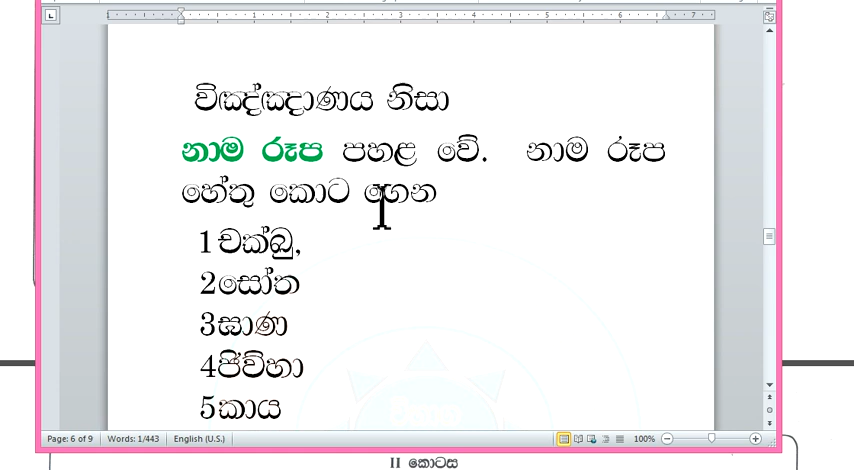 විඤ්ඤාණය නිසා
නාම රූප පහළ වේ. නාම රූප
හේතු කොට ගෙන
1චක්ඛු,
2සෝත
3ඝාණ
4ජිව්හා
5කාය
Page: 6 of 9 Words: 1/443 English (U.S.) 100%
II කොටස